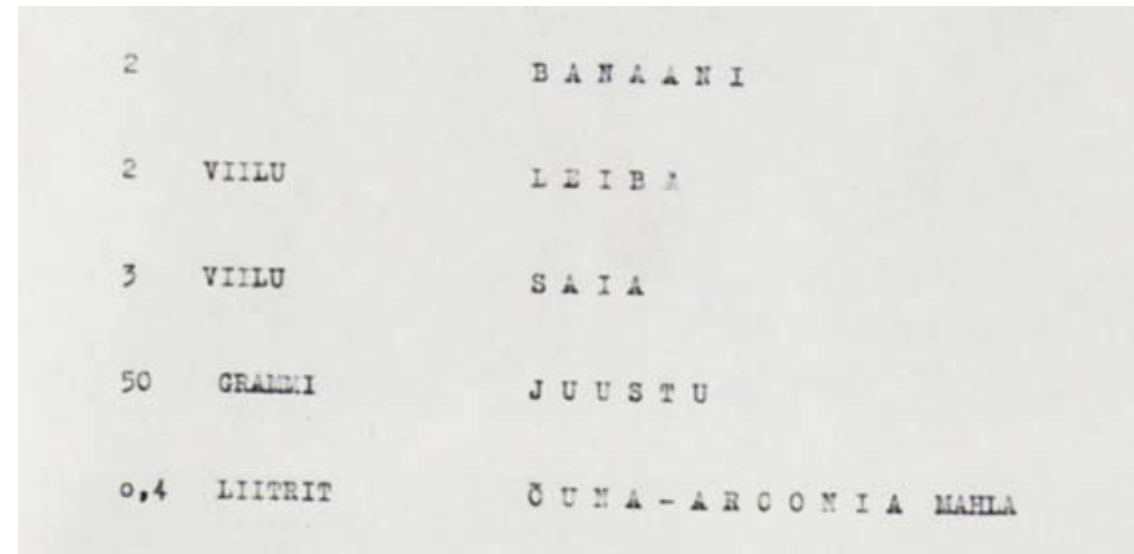 2 BANAANI
2 VIILU LEIBA
3 VIILU SAIA
50 GRAMMI JUUSTU
0,4 LIITRIT ÕUNA-AROONIA MAHLA